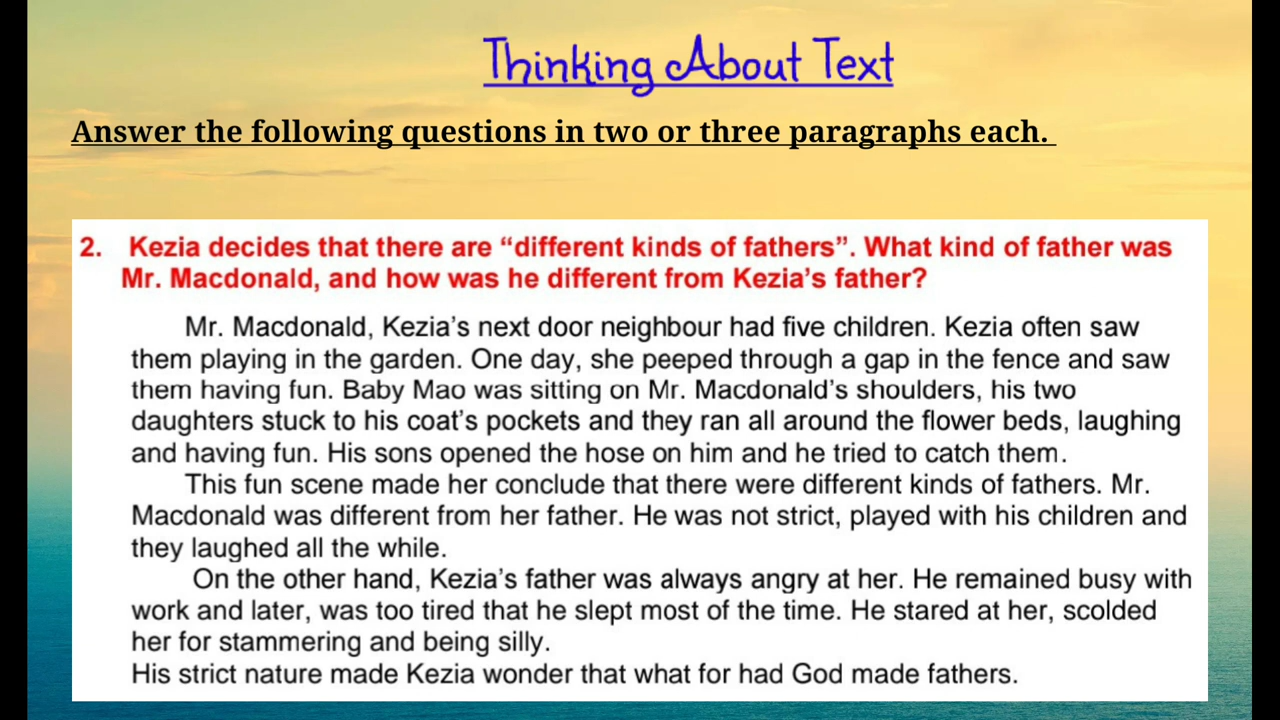 Thinking About Text
Answer the following questions in two or three paragraphs each.
2. Kezia decides that there are “different kinds of fathers”. What kind of father was
Mr. Macdonald, and how was he different from Kezia’s father?
Mr. Macdonald, Kezia’s next door neighbour had five children. Kezia often saw
them playing in the garden. One day, she peeped through a gap in the fence and saw
them having fun. Baby Mao was sitting on Mr. Macdonald’s shoulders, his two
daughters stuck to his coat’s pockets and they ran all around the flower beds, laughing
and having fun. His sons opened the hose on him and he tried to catch them.
This fun scene made her conclude that there were different kinds of fathers. Mr.
Macdonald was different from her father. He was not strict, played with his children and
they laughed all the while.
On the other hand, Kezia’s father was always angry at her. He remained busy with
work and later, was too tired that he slept most of the time. He stared at her, scolded
her for stammering and being silly.
His strict nature made Kezia wonder that what for had God made fathers.